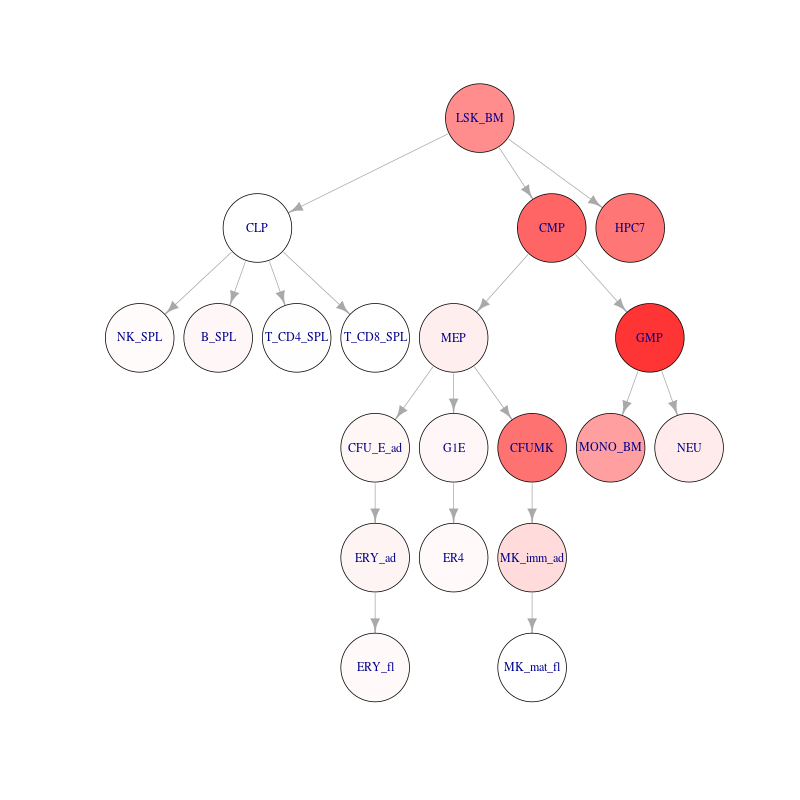 LSK_BM
CLP
CMP
HPC7
NK_SPL
B_SPL
T_CD4_SPL
T_CD8_SPL
MEP
GMP
CFU_E_ad
G1E
CFUMK
MONO_BM
NEU
ERY_ad
ER4
MK_imm_ad
ERY_fl
MK_mat_fl